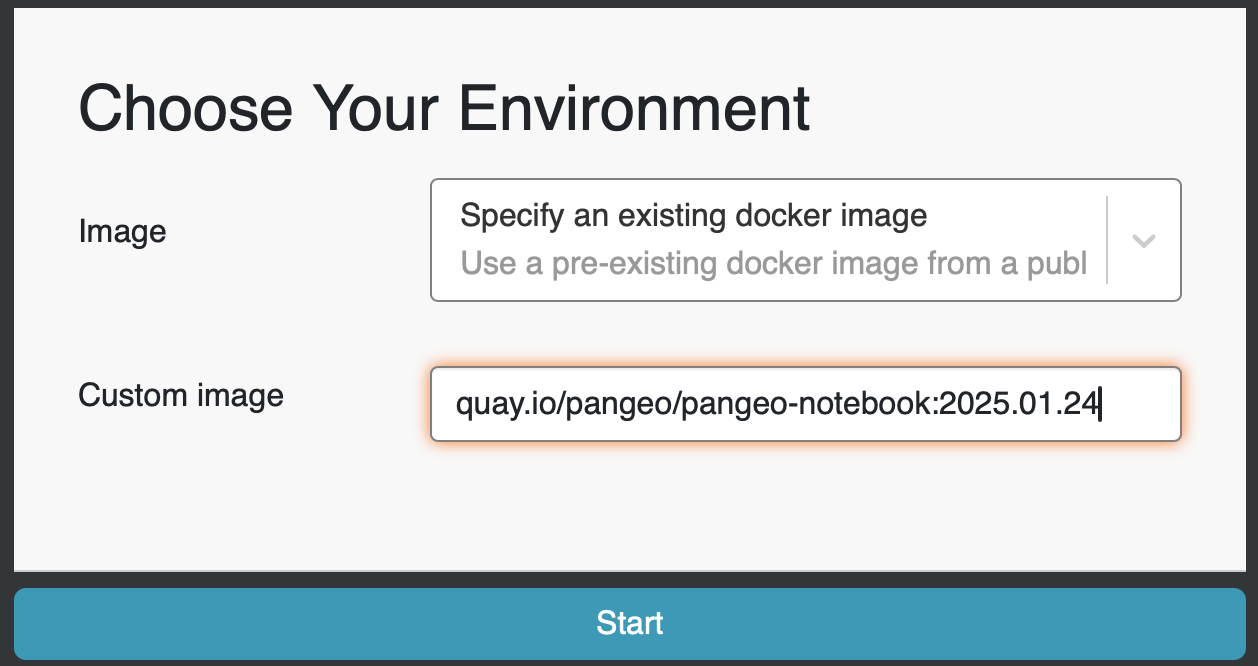 Choose Your Environment
Image
Specify an existing docker image
Use a pre-existing docker image from a publ
Custom image
quay.io/pangeo/pangeo-notebook:2025.01.24
Start